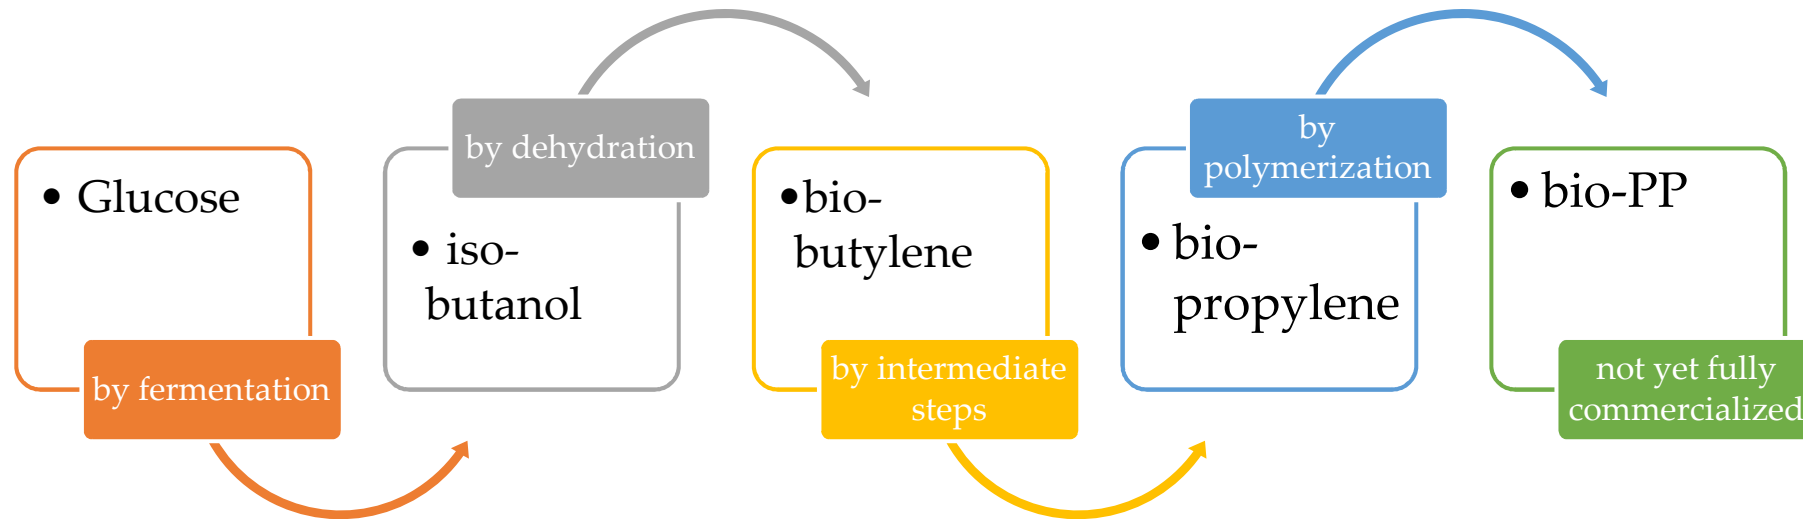 • Glucose
by fermentation
by dehydration
• iso-
butanol
•bio-
butylene
by intermediate
steps
by
polymerization
• bio-
propylene
• bio-PP
not yet fully
commercialized